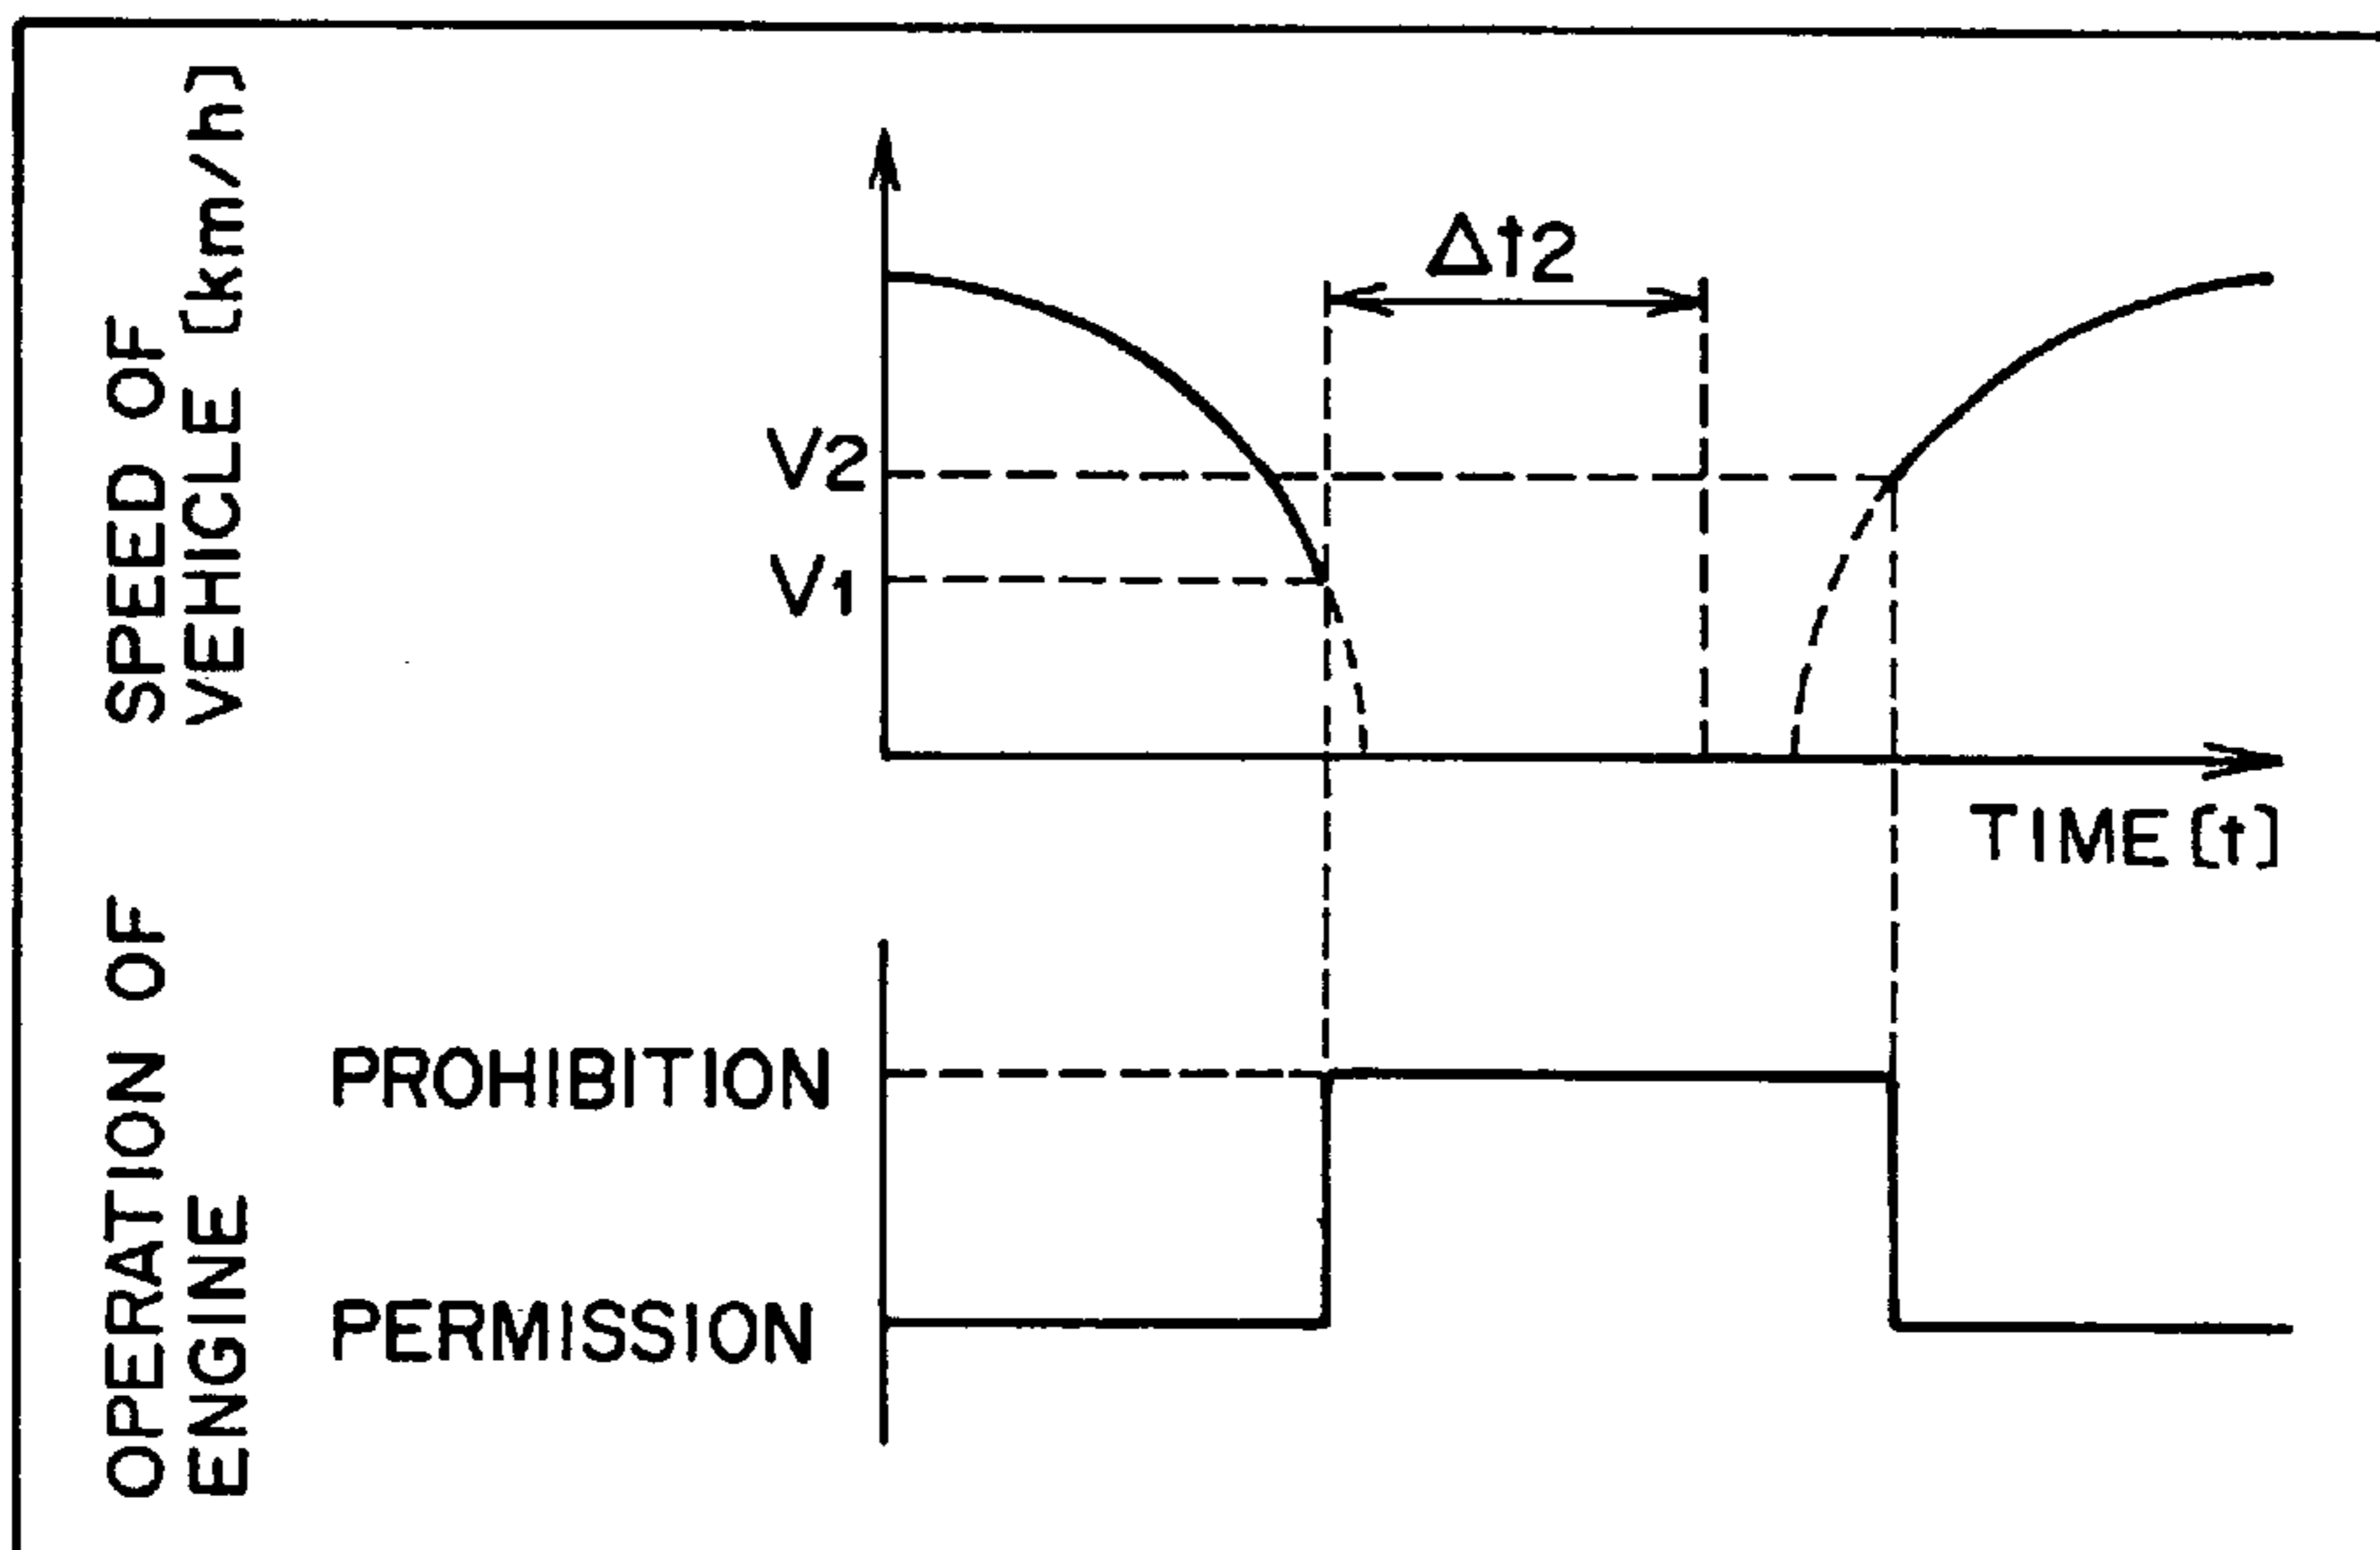 SPEED OF
VEHICLE [km/h]
Δt2
V2
V1
TIME [t]
OPERATION OF
ENGINE
PROHIBITION
PERMISSION